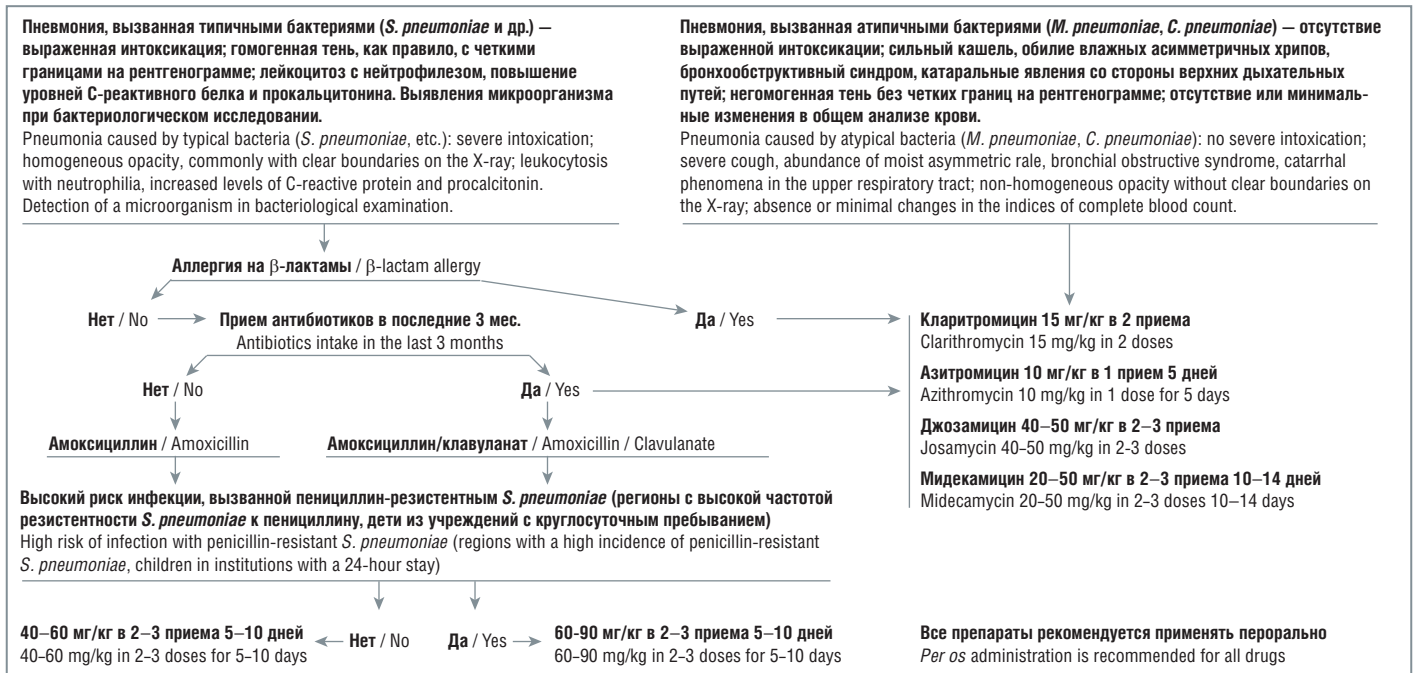 Пневмония, вызванная типичными бактериями (S. pneumoniae и др.) —
выраженная интоксикация; гомогенная тень, как правило, с четкими
границами на рентгенограмме; лейкоцитоз с нейтрофилезом, повышение
уровней С-реактивного белка и прокальцитонина. Выявления микроорганизма
при бактериологическом исследовании.
Pneumonia caused by typical bacteria (S. pneumoniae, etc.): severe intoxication;
homogeneous opacity, commonly with clear boundaries on the X-ray; leukocytosis
with neutrophilia, increased levels of C-reactive protein and procalcitonin.
Detection of a microorganism in bacteriological examination.
Пневмония, вызванная атипичными бактериями (M. pneumoniae, C. pneumoniae) — отсутствие
выраженной интоксикации; сильный кашель, обилие влажных асимметричных хрипов,
бронхообструктивный синдром, катаральные явления со стороны верхних дыхательных
путей; негомогенная тень без четких границ на рентгенограмме; отсутствие или минималь-
ные изменения в общем анализе крови.
Pneumonia caused by atypical bacteria (M. pneumoniae, C. pneumoniae): no severe intoxication;
severe cough, abundance of moist asymmetric rale, bronchial obstructive syndrome, catarrhal
phenomena in the upper respiratory tract; non-homogeneous opacity without clear boundaries on
the X-ray; absence or minimal changes in the indices of complete blood count.
Аллергия на β-лактамы / β-lactam allergy
Нет / No
Прием антибиотиков в последние 3 мес.
Antibiotics intake in the last 3 months
Да / Yes
Кларитромицин 15 мг/кг в 2 приема
Clarithromycin 15 mg/kg in 2 doses
Азитромицин 10 мг/кг в 1 прием 5 дней
Azithromycin 10 mg/kg in 1 dose for 5 days
Джозамицин 40–50 мг/кг в 2–3 приема
Josamycin 40–50 mg/kg in 2-3 doses
Мидекамицин 20–50 мг/кг в 2–3 приема 10–14 дней
Midecamycin 20–50 mg/kg in 2–3 doses 10–14 days
Нет / No
Да / Yes
Амоксициллин / Amoxicillin
Амоксициллин/клавуланат / Amoxicillin / Clavulanate
Высокий риск инфекции, вызванной пенициллин-резистентным S. pneumoniae (регионы с высокой частотой
резистентности S. pneumoniae к пенициллину, дети из учреждений с круглосуточным пребыванием)
High risk of infection with penicillin-resistant S. pneumoniae (regions with a high incidence of penicillin-resistant
S. pneumoniae, children in institutions with a 24-hour stay)
40–60 мг/кг в 2–3 приема 5–10 дней
40–60 mg/kg in 2–3 doses for 5–10 days
Нет / No
Да / Yes
60-90 мг/кг в 2–3 приема 5–10 дней
60–90 mg/kg in 2–3 doses for 5–10 days
Все препараты рекомендуется применять перорально
Per os administration is recommended for all drugs